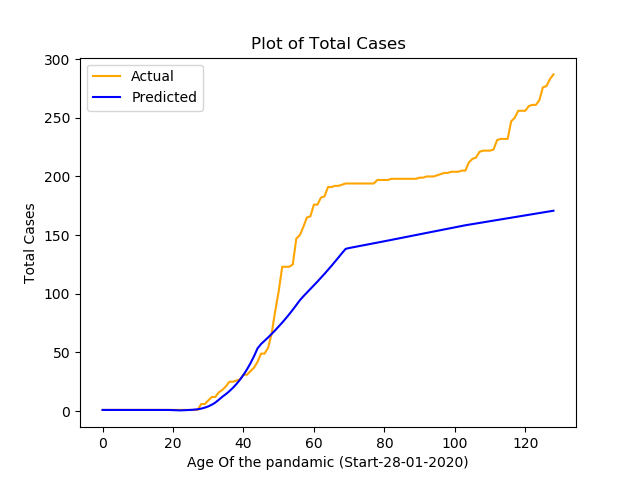 Plot of Total Cases
Actual
Predicted
300
250
200
150
100
50
0
Total Cases
0 20 40 60 80 100 120
Age Of the pandamic (Start-28-01-2020)